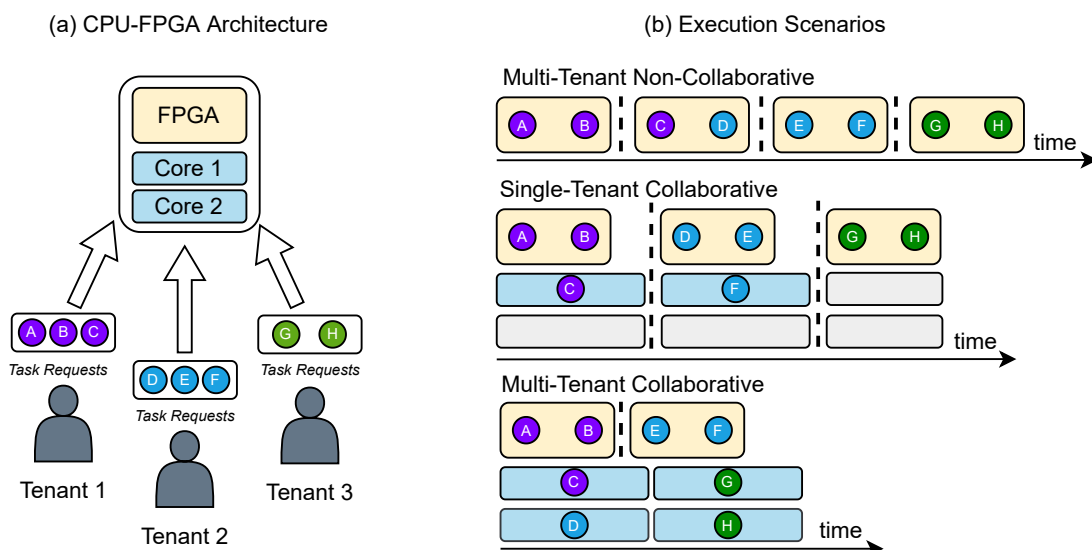 (a) CPU-FPGA Architecture
FPGA
Core 1
Core 2
A B C
Task Requests
Tenant 1
D E F
Task Requests
Tenant 2
G H
Task Requests
Tenant 3
(b) Execution Scenarios
Multi-Tenant Non-Collaborative
A B C D E F G H
time
Single-Tenant Collaborative
A B D E G H
C F
time
Multi-Tenant Collaborative
A B E F
C G
D H
time